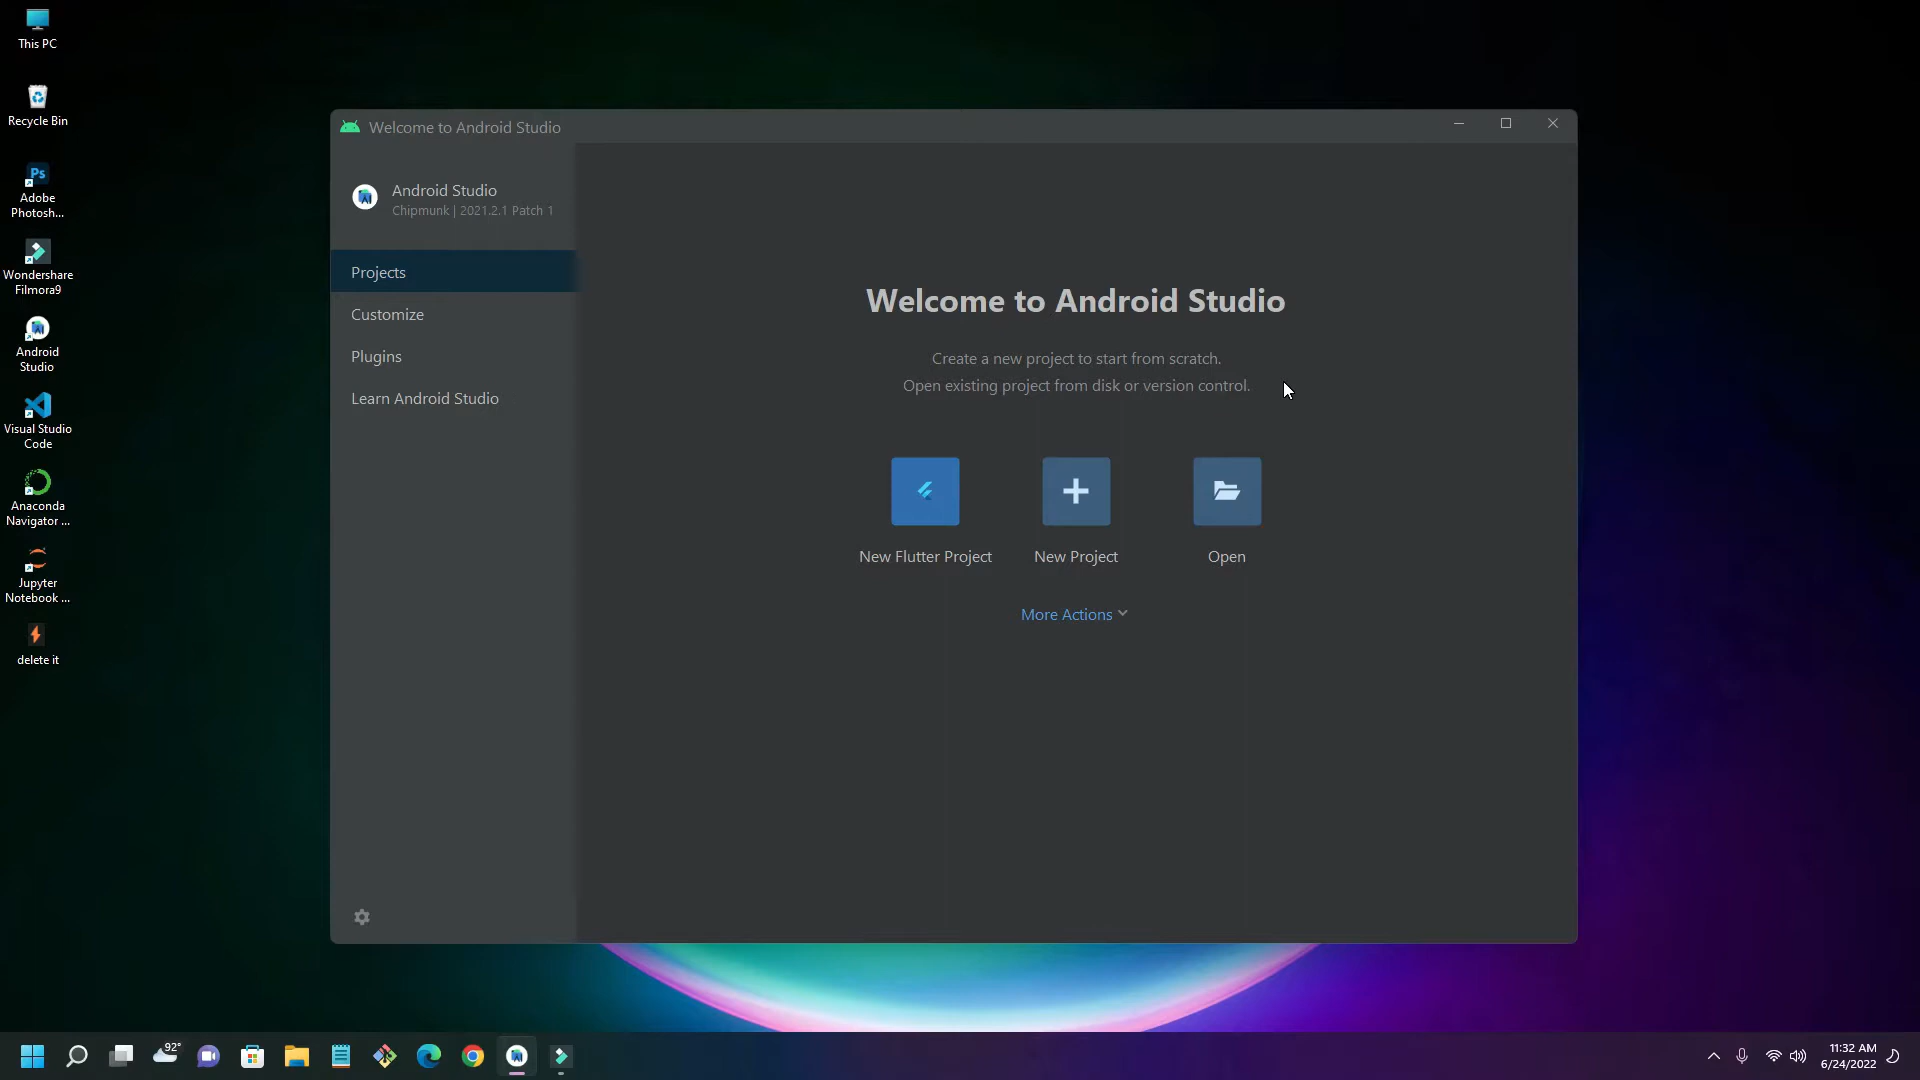 This PC
Recycle Bin
Ps
Adobe
Photosh...
Wondershare
Filmora9
Android
Studio
Visual Studio
Code
Anaconda
Navigator ...
Jupyter
Notebook ...
delete it
Welcome to Android Studio
Android Studio
Chipmunk | 2021.2.1 Patch 1
Projects
Customize
Plugins
Learn Android Studio
Welcome to Android Studio
Create a new project to start from scratch.
Open existing project from disk or version control.
New Flutter Project
New Project
Open
More Actions
92°
11:32 AM
6/24/2022